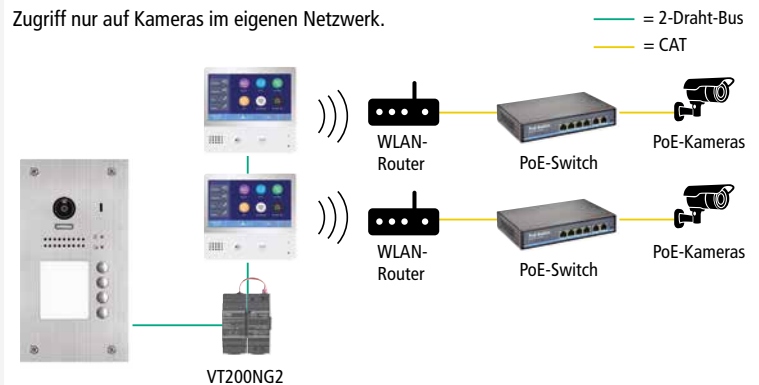 Zugriff nur auf Kameras im eigenen Netzwerk.
= 2-Draht-Bus
= CAT
WLAN-
Router
PoE-Switch
PoE-Kameras
WLAN-
Router
PoE-Switch
PoE-Kameras
VT200NG2